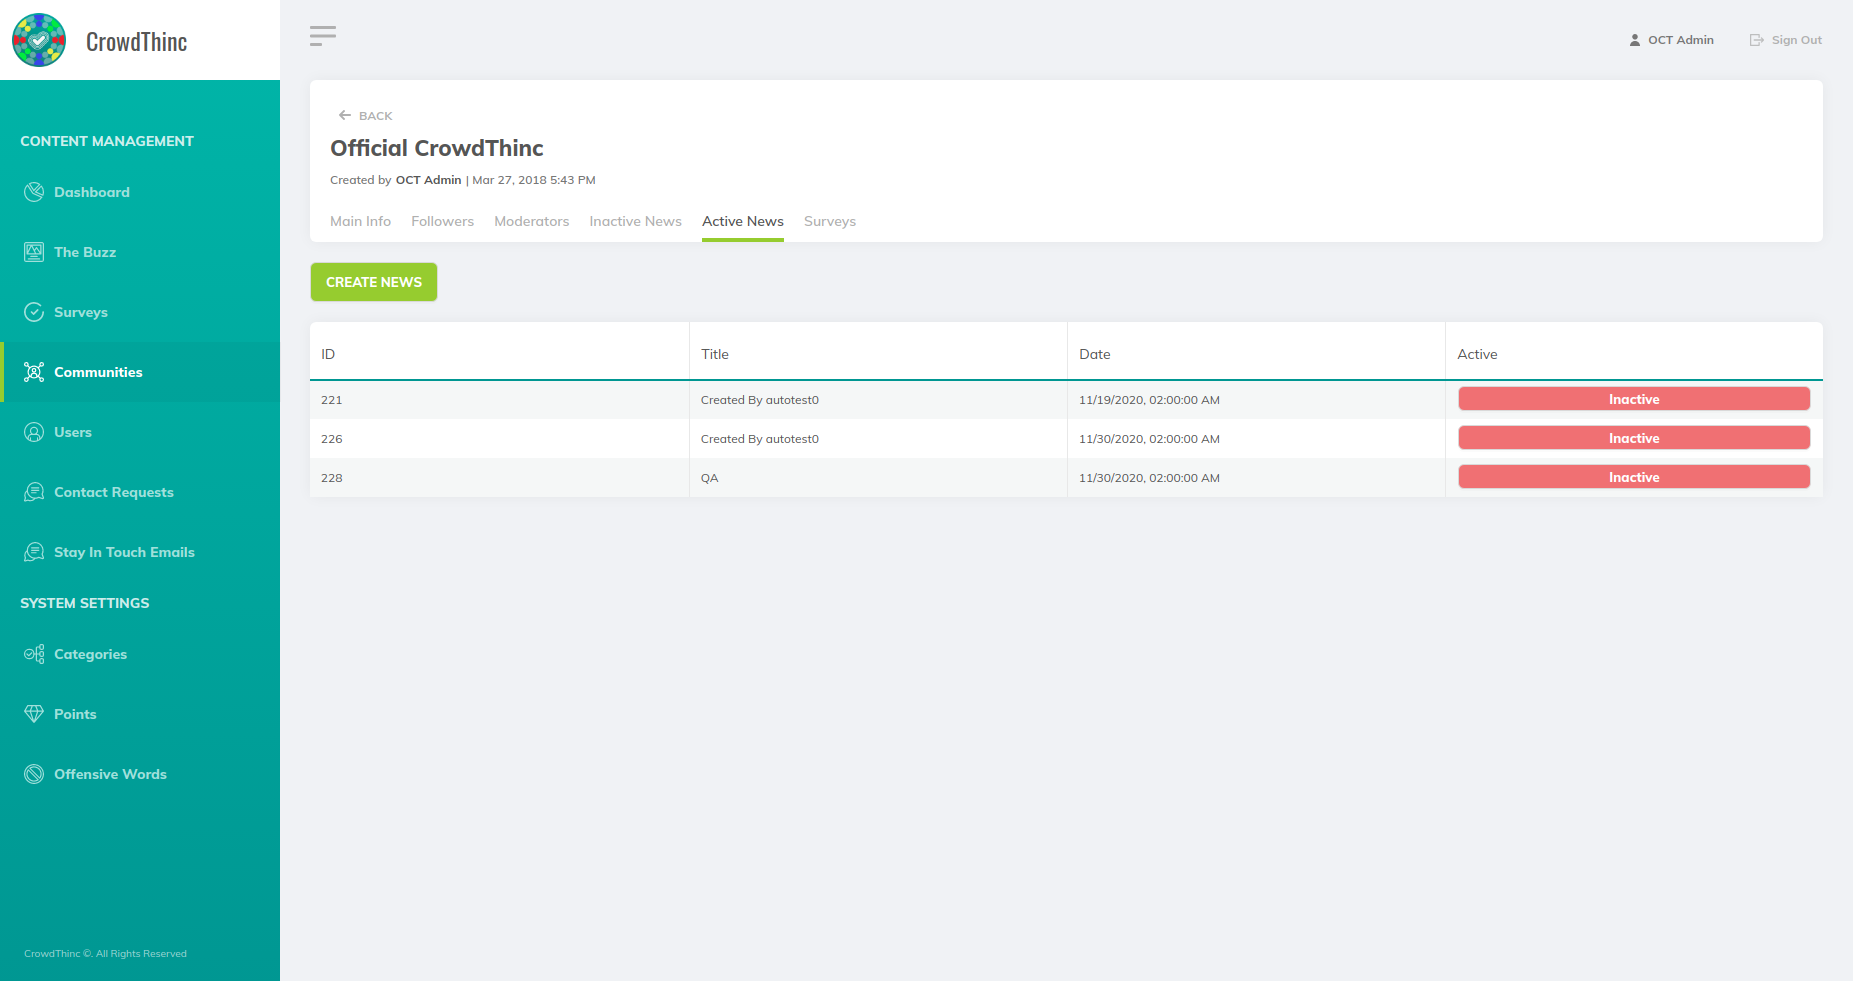 CrowdThinc
OCT Admin Sign Out
CONTENT MANAGEMENT
Dashboard
The Buzz
Surveys
Communities
Users
Contact Requests
Stay In Touch Emails
SYSTEM SETTINGS
Categories
Points
Offensive Words
CrowdThinc ©. All Rights Reserved
BACK
Official CrowdThinc
Created by OCT Admin | Mar 27, 2018 5:43 PM
Main Info Followers Moderators Inactive News Active News Surveys
CREATE NEWS
ID Title Date Active
221 Created By autotest0 11/19/2020, 02:00:00 AM Inactive
226 Created By autotest0 11/30/2020, 02:00:00 AM Inactive
228 QA 11/30/2020, 02:00:00 AM Inactive